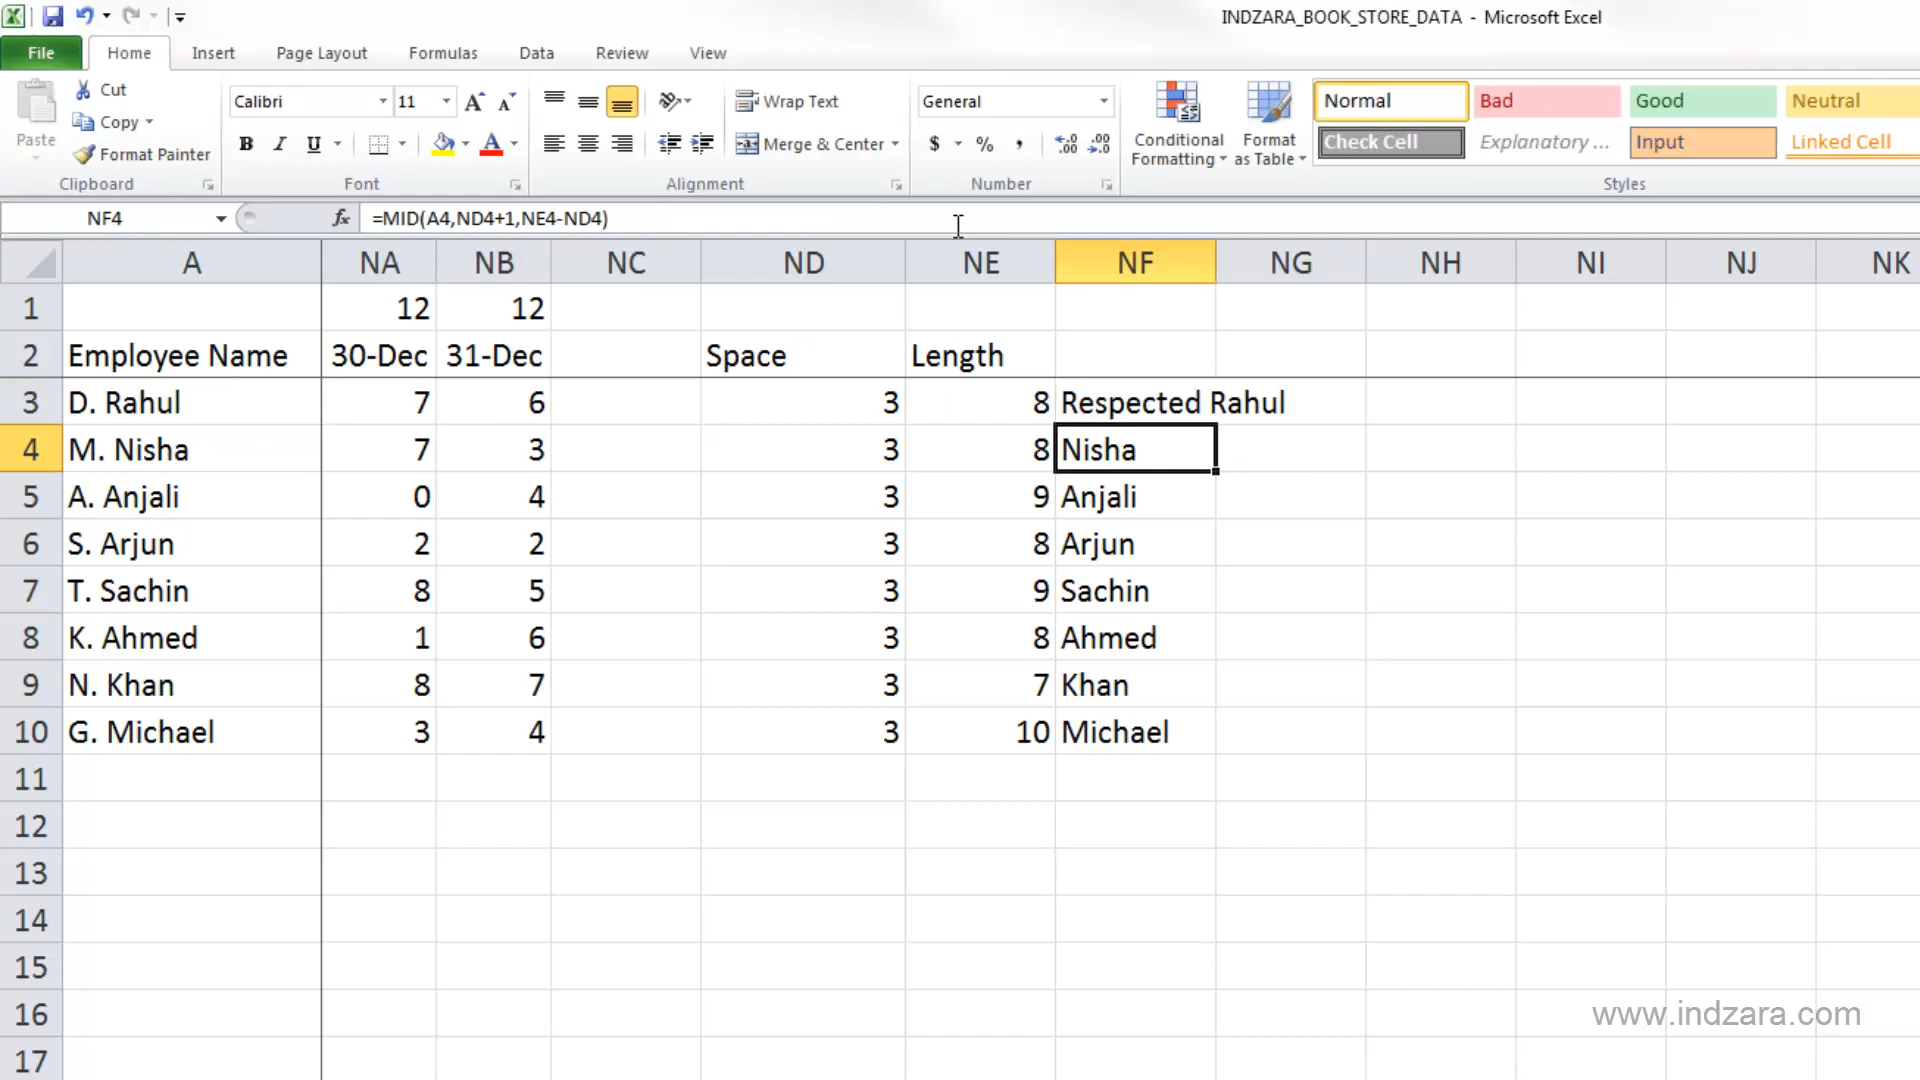 INDZARA_BOOK_STORE_DATA - Microsoft Excel
File Home Insert Page Layout Formulas Data Review View
Paste
Cut
Copy
Format Painter
Clipboard
Calibri 11 A A
B I U A
Font
Wrap Text
Merge & Center
Alignment
General
$ % , .0 .00 .00 .0
Number
Conditional Formatting
Format as Table
Normal Bad Good Neutral
Check Cell Explanatory ... Input Linked Cell
Styles
NF4 fx =MID(A4,ND4+1,NE4-ND4)
A NA NB NC ND NE NF NG NH NI NJ NK
1 12 12
2 Employee Name 30-Dec 31-Dec Space Length
3 D. Rahul 7 6 3 8 Respected Rahul
4 M. Nisha 7 3 3 8 Nisha
5 A. Anjali 0 4 3 9 Anjali
6 S. Arjun 2 2 3 8 Arjun
7 T. Sachin 8 5 3 9 Sachin
8 K. Ahmed 1 6 3 8 Ahmed
9 N. Khan 8 7 3 7 Khan
10 G. Michael 3 4 3 10 Michael
11
12
13
14
15
16
17
www.indzara.com